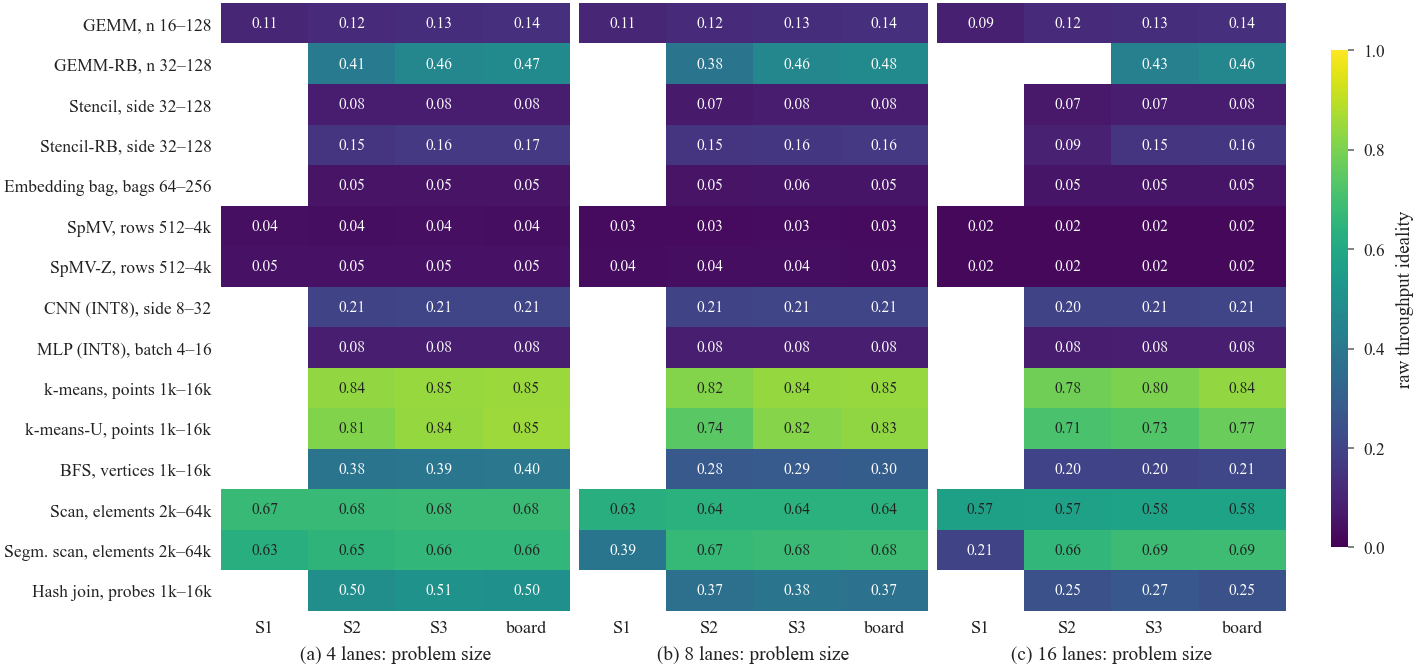 GEMM, n 16–128 0.11 0.12 0.13 0.14 0.11 0.12 0.13 0.14 0.09 0.12 0.13 0.14
GEMM-RB, n 32–128 0.41 0.46 0.47 0.38 0.46 0.48 0.43 0.46
Stencil, side 32–128 0.08 0.08 0.08 0.07 0.08 0.08 0.07 0.07 0.08
Stencil-RB, side 32–128 0.15 0.16 0.17 0.15 0.16 0.16 0.09 0.15 0.16
Embedding bag, bags 64–256 0.05 0.05 0.05 0.05 0.06 0.05 0.05 0.05 0.05
SpMV, rows 512–4k 0.04 0.04 0.04 0.04 0.03 0.03 0.03 0.03 0.02 0.02 0.02 0.02
SpMV-Z, rows 512–4k 0.05 0.05 0.05 0.05 0.04 0.04 0.04 0.03 0.02 0.02 0.02 0.02
CNN (INT8), side 8–32 0.21 0.21 0.21 0.21 0.21 0.21 0.20 0.21 0.21
MLP (INT8), batch 4–16 0.08 0.08 0.08 0.08 0.08 0.08 0.08 0.08 0.08
k-means, points 1k–16k 0.84 0.85 0.85 0.82 0.84 0.85 0.78 0.80 0.84
k-means-U, points 1k–16k 0.81 0.84 0.85 0.74 0.82 0.83 0.71 0.73 0.77
BFS, vertices 1k–16k 0.38 0.39 0.40 0.28 0.29 0.30 0.20 0.20 0.21
Scan, elements 2k–64k 0.67 0.68 0.68 0.68 0.63 0.64 0.64 0.64 0.57 0.57 0.58 0.58
Segm. scan, elements 2k–64k 0.63 0.65 0.66 0.66 0.39 0.67 0.68 0.68 0.21 0.66 0.69 0.69
Hash join, probes 1k–16k 0.50 0.51 0.50 0.37 0.38 0.37 0.25 0.27 0.25
S1 S2 S3 board S1 S2 S3 board S1 S2 S3 board
(a) 4 lanes: problem size (b) 8 lanes: problem size (c) 16 lanes: problem size
1.0
0.8
0.6
0.4
0.2
0.0
raw throughput ideality